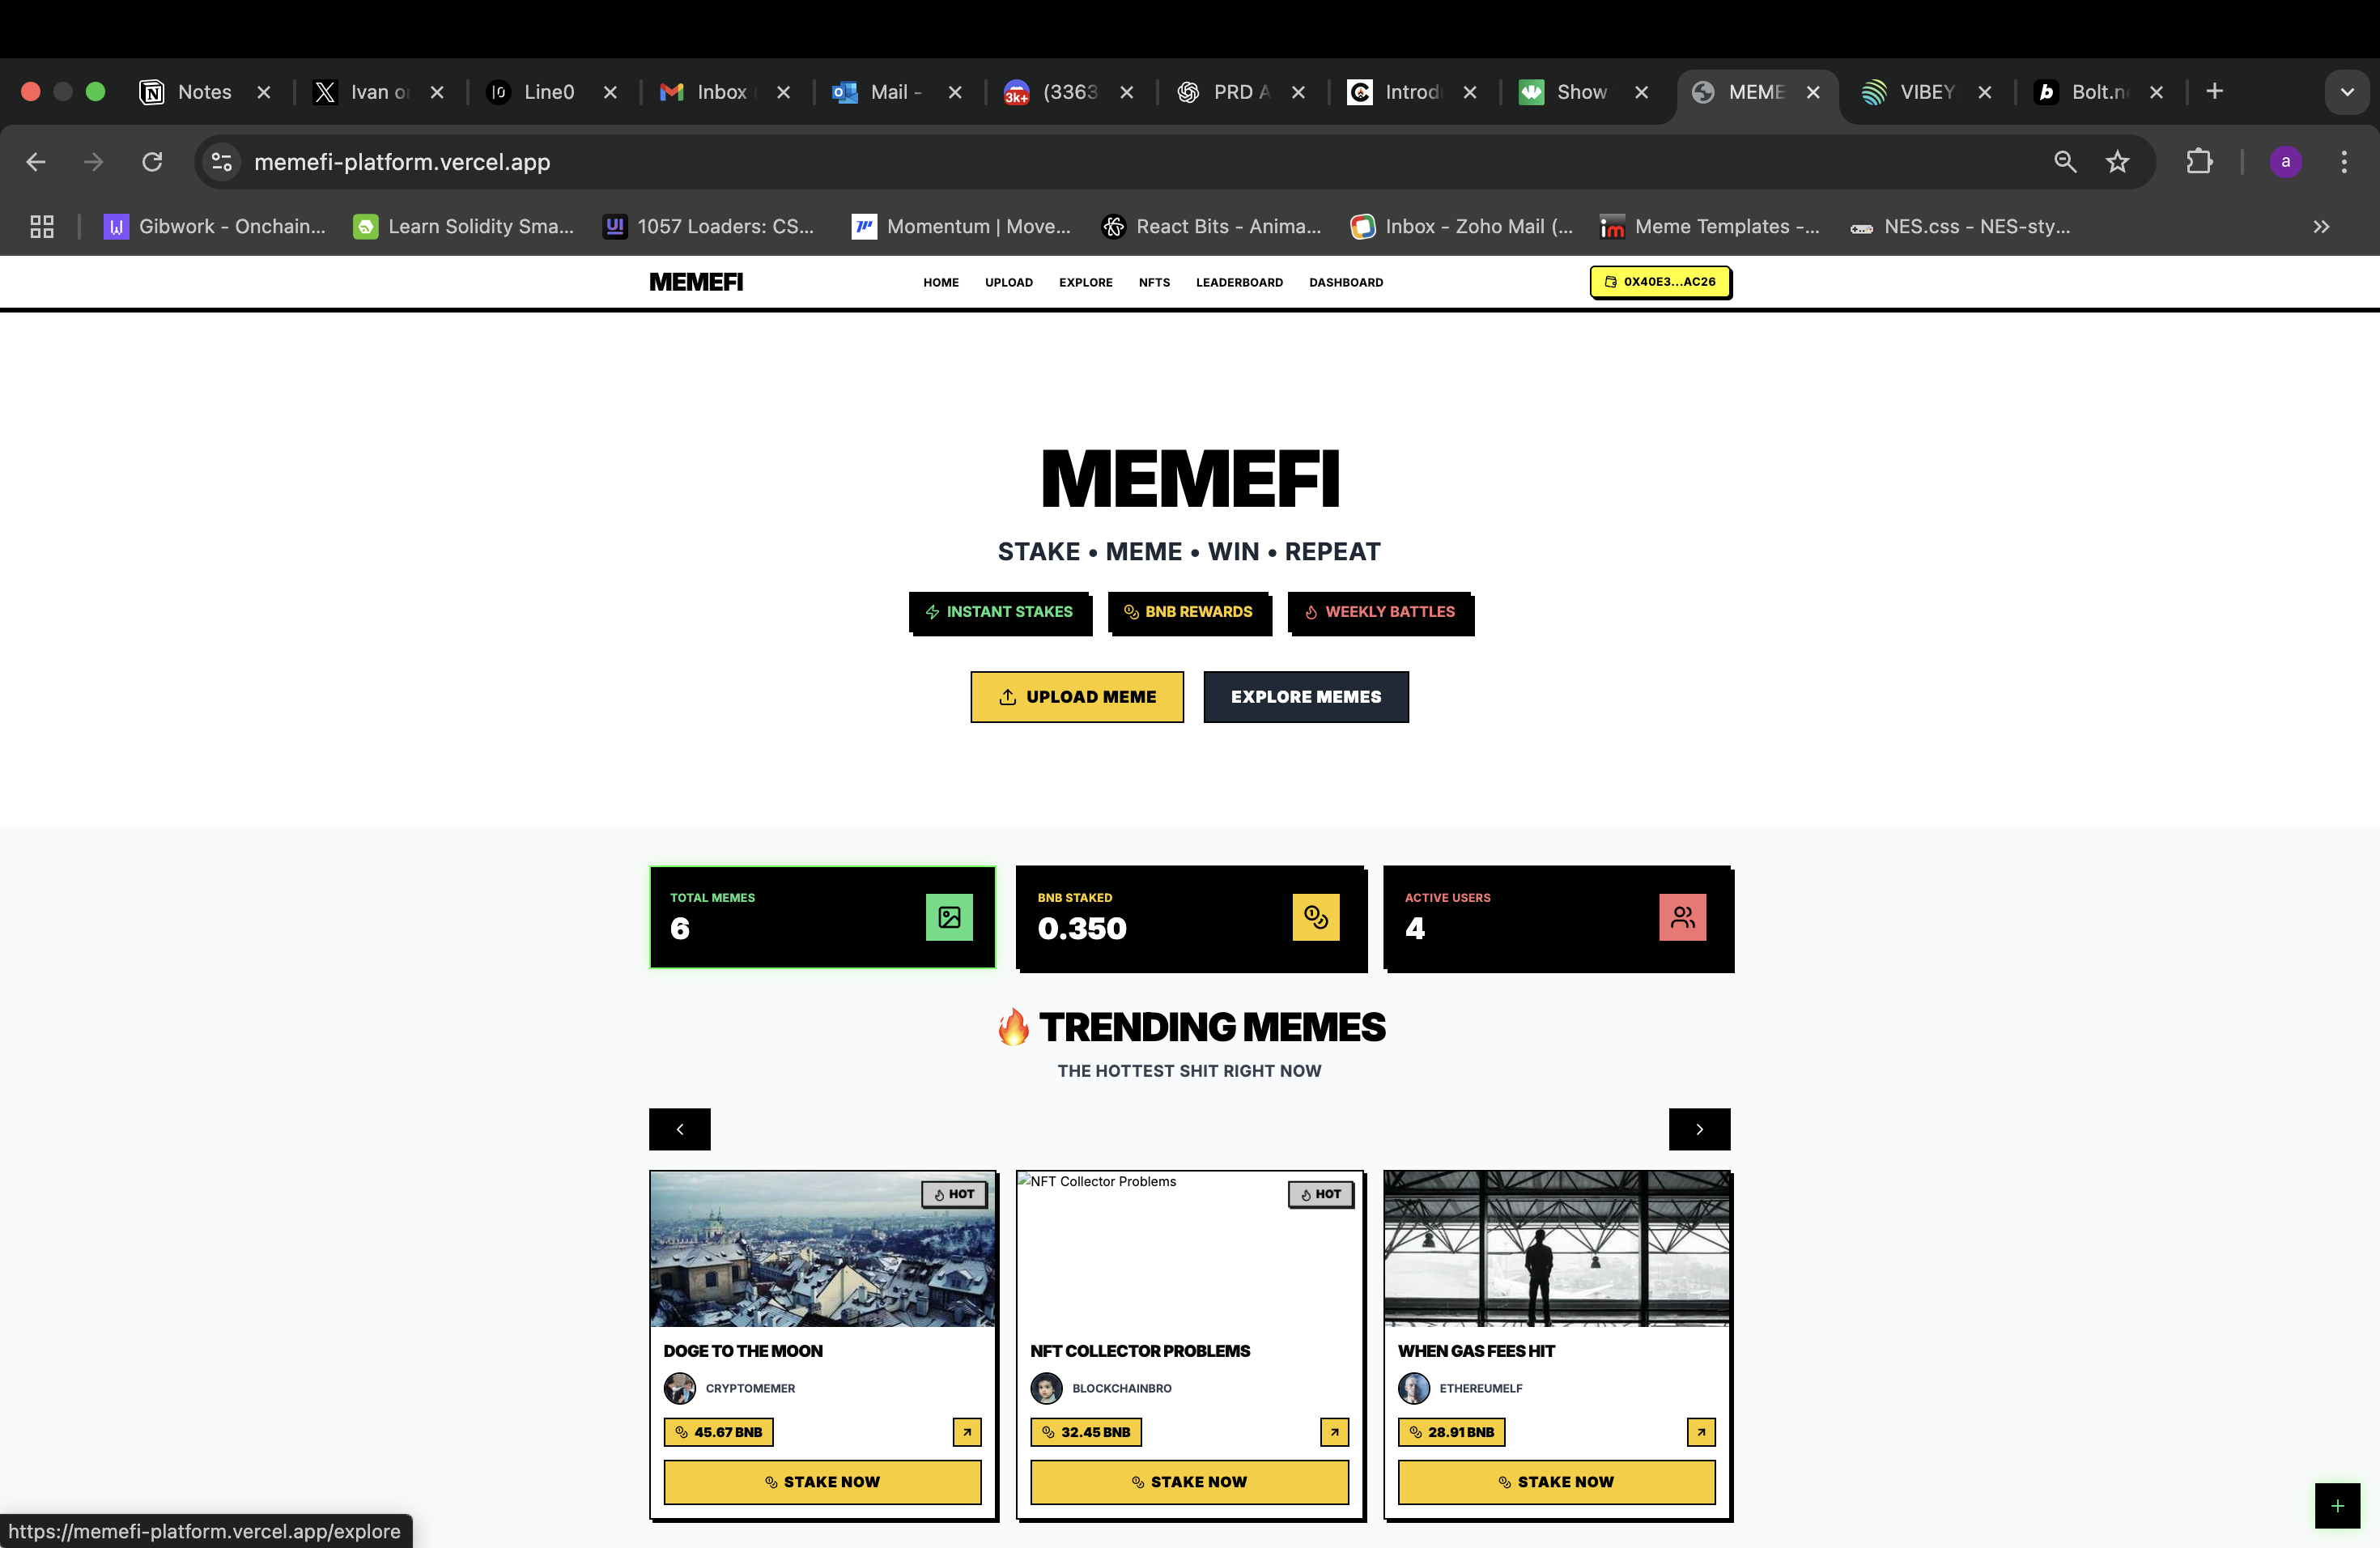 Notes
Ivan o
Line0
Inbox
Mail -
3k+
(3363
PRD A
Introd
Show
MEME
VIBEY
Bolt.n
memefi-platform.vercel.app
a
Gibwork - Onchain...
Learn Solidity Sma...
UI
1057 Loaders: CS...
Momentum | Move...
React Bits - Anima...
Inbox - Zoho Mail (...
im
Meme Templates -...
NES.css - NES-sty...
MEMEFI
HOME
UPLOAD
EXPLORE
NFTS
LEADERBOARD
DASHBOARD
0X40E3...AC26
MEMEFI
STAKE • MEME • WIN • REPEAT
INSTANT STAKES
BNB REWARDS
WEEKLY BATTLES
UPLOAD MEME
EXPLORE MEMES
TOTAL MEMES
6
BNB STAKED
0.350
ACTIVE USERS
4
🔥 TRENDING MEMES
THE HOTTEST SHIT RIGHT NOW
HOT
DOGE TO THE MOON
CRYPTOMEMER
45.67 BNB
STAKE NOW
NFT Collector Problems
HOT
NFT COLLECTOR PROBLEMS
BLOCKCHAINBRO
32.45 BNB
STAKE NOW
WHEN GAS FEES HIT
ETHEREUMELF
28.91 BNB
STAKE NOW
https://memefi-platform.vercel.app/explore